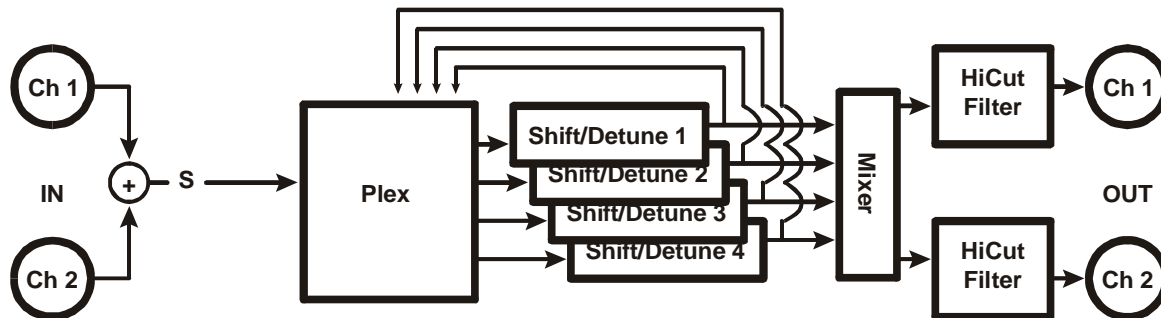 Ch 1
IN
Ch 2
+
S
Plex
Shift/Detune 1
Shift/Detune 2
Shift/Detune 3
Shift/Detune 4
Mixer
HiCut
Filter
HiCut
Filter
Ch 1
OUT
Ch 2